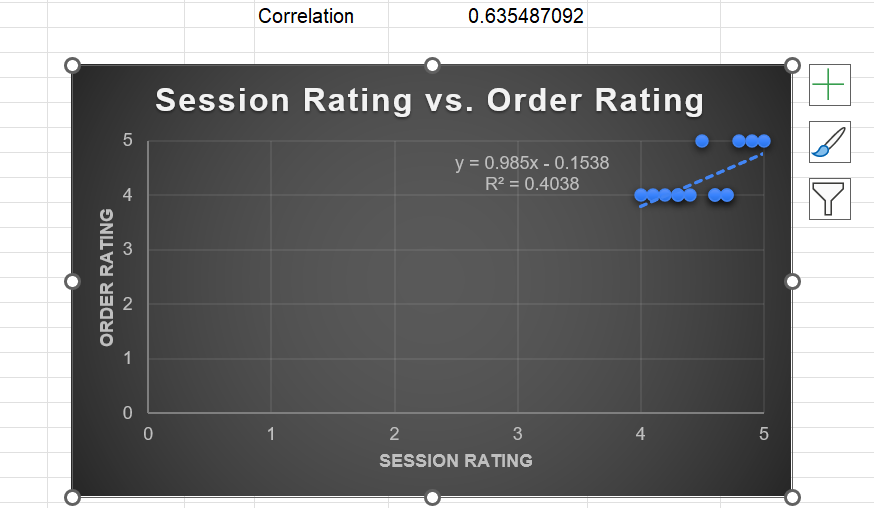 Correlation 0.635487092
Session Rating vs. Order Rating
y = 0.985x - 0.1538
R² = 0.4038
ORDER RATING
5
4
3
2
1
0
0 1 2 3 4 5
SESSION RATING